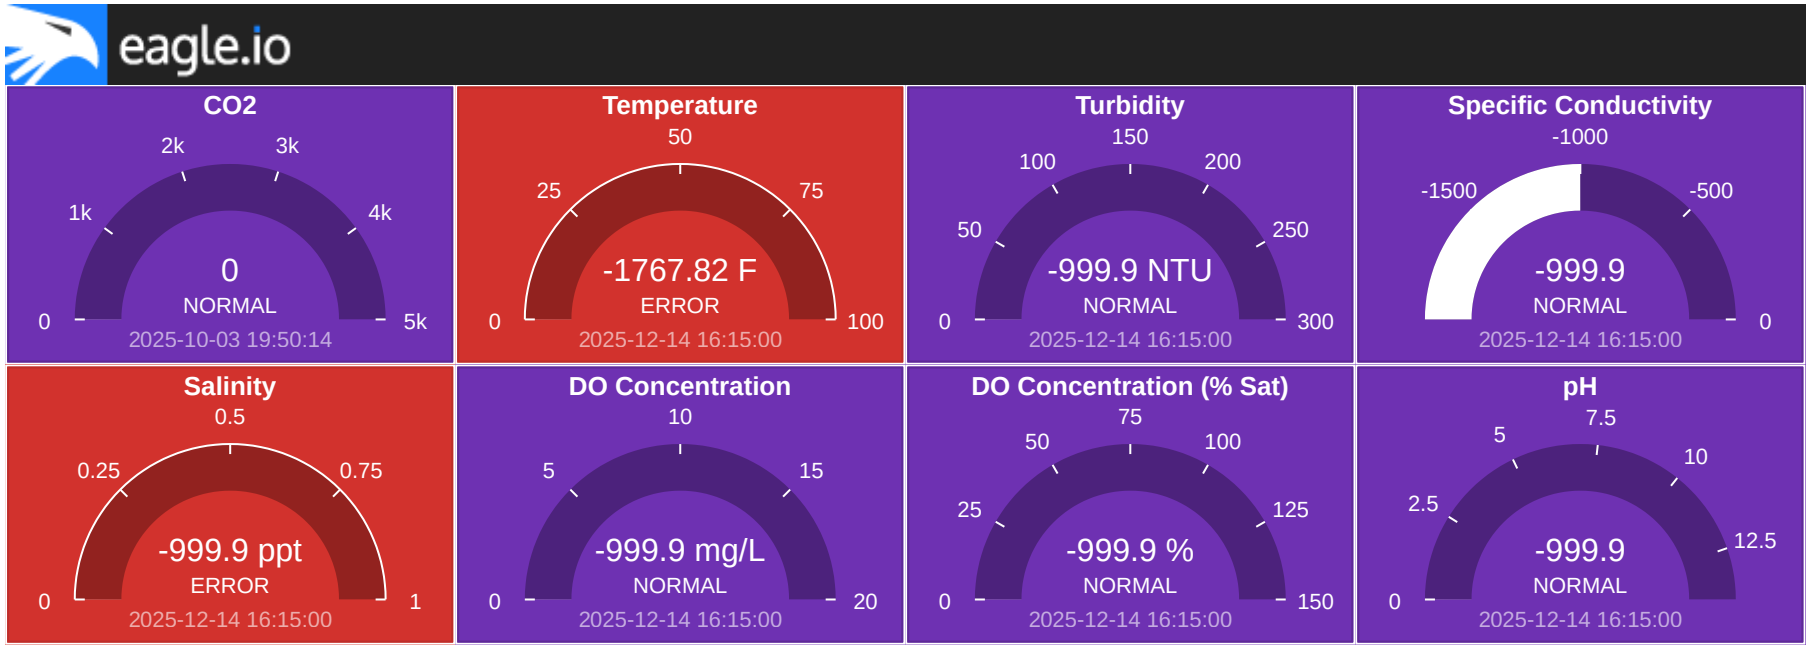 eagle.io
CO2
2k 3k
1k 4k
0
NORMAL
0 5k
2025-10-03 19:50:14
Temperature
50
25 75
-1767.82 F
ERROR
0 100
2025-12-14 16:15:00
Turbidity
150
100 200
50 250
-999.9 NTU
NORMAL
0 300
2025-12-14 16:15:00
Specific Conductivity
-1000
-1500 -500
-999.9
NORMAL
0
2025-12-14 16:15:00
Salinity
0.5
0.25 0.75
-999.9 ppt
ERROR
0 1
2025-12-14 16:15:00
DO Concentration
10
5 15
-999.9 mg/L
NORMAL
0 20
2025-12-14 16:15:00
DO Concentration (% Sat)
75
50 100
25 125
-999.9 %
NORMAL
0 150
2025-12-14 16:15:00
pH
7.5
5 10
2.5 12.5
-999.9
NORMAL
0
2025-12-14 16:15:00